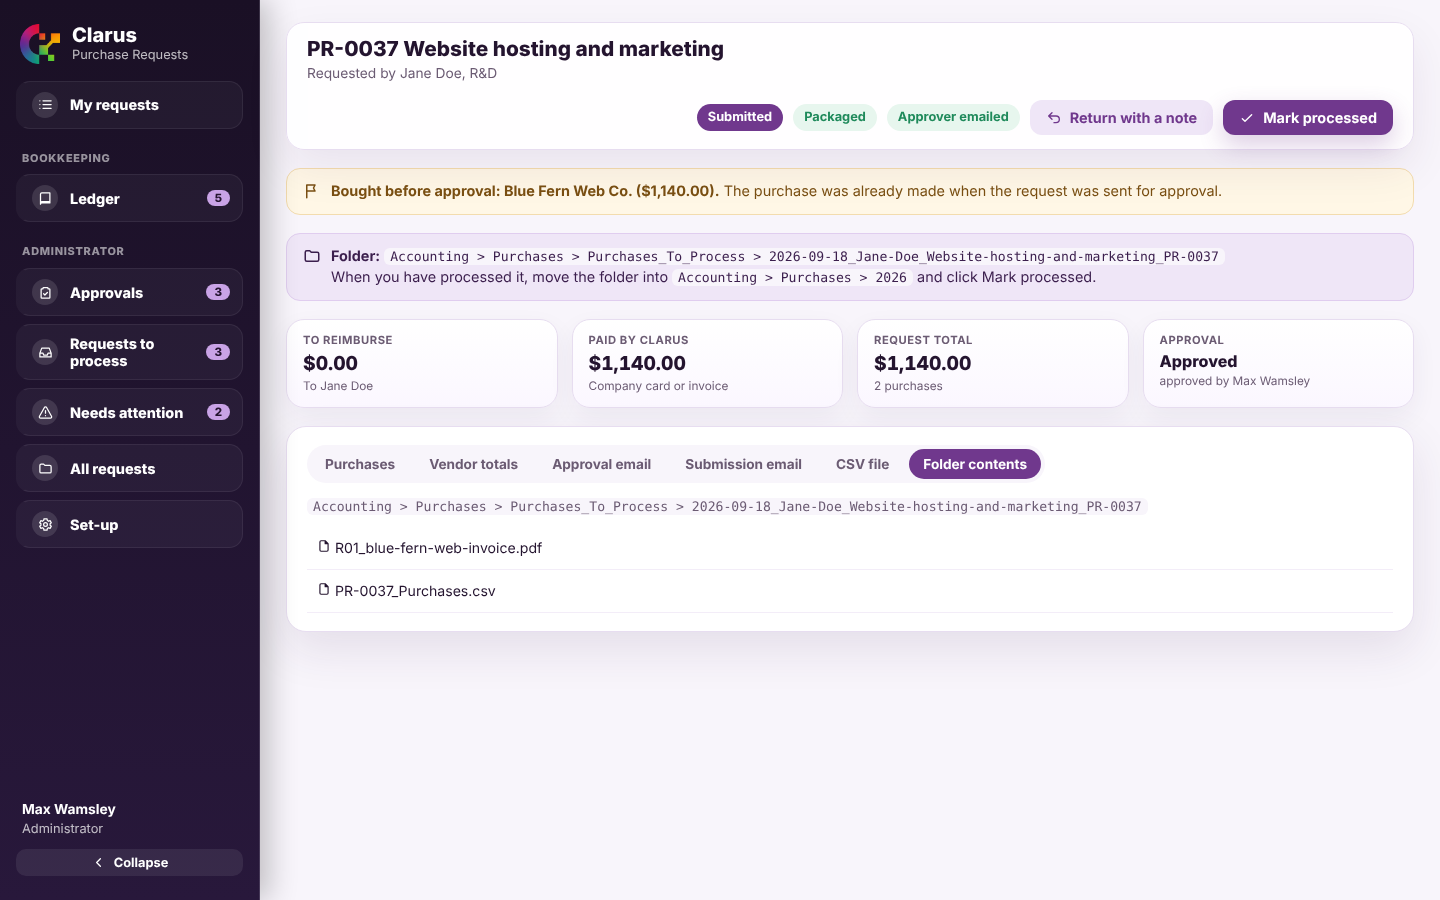 Clarus
Purchase Requests
My requests
BOOKKEEPING
Ledger 5
ADMINISTRATOR
Approvals 3
Requests to process 3
Needs attention 2
All requests
Set-up
Max Wamsley
Administrator
Collapse
PR-0037 Website hosting and marketing
Requested by Jane Doe, R&D
Submitted Packaged Approver emailed Return with a note Mark processed
Bought before approval: Blue Fern Web Co. ($1,140.00). The purchase was already made when the request was sent for approval.
Folder: Accounting > Purchases > Purchases_To_Process > 2026-09-18_Jane-Doe_Website-hosting-and-marketing_PR-0037
When you have processed it, move the folder into Accounting > Purchases > 2026 and click Mark processed.
TO REIMBURSE
$0.00
To Jane Doe
PAID BY CLARUS
$1,140.00
Company card or invoice
REQUEST TOTAL
$1,140.00
2 purchases
APPROVAL
Approved
approved by Max Wamsley
Purchases Vendor totals Approval email Submission email CSV file Folder contents
Accounting > Purchases > Purchases_To_Process > 2026-09-18_Jane-Doe_Website-hosting-and-marketing_PR-0037
R01_blue-fern-web-invoice.pdf
PR-0037_Purchases.csv